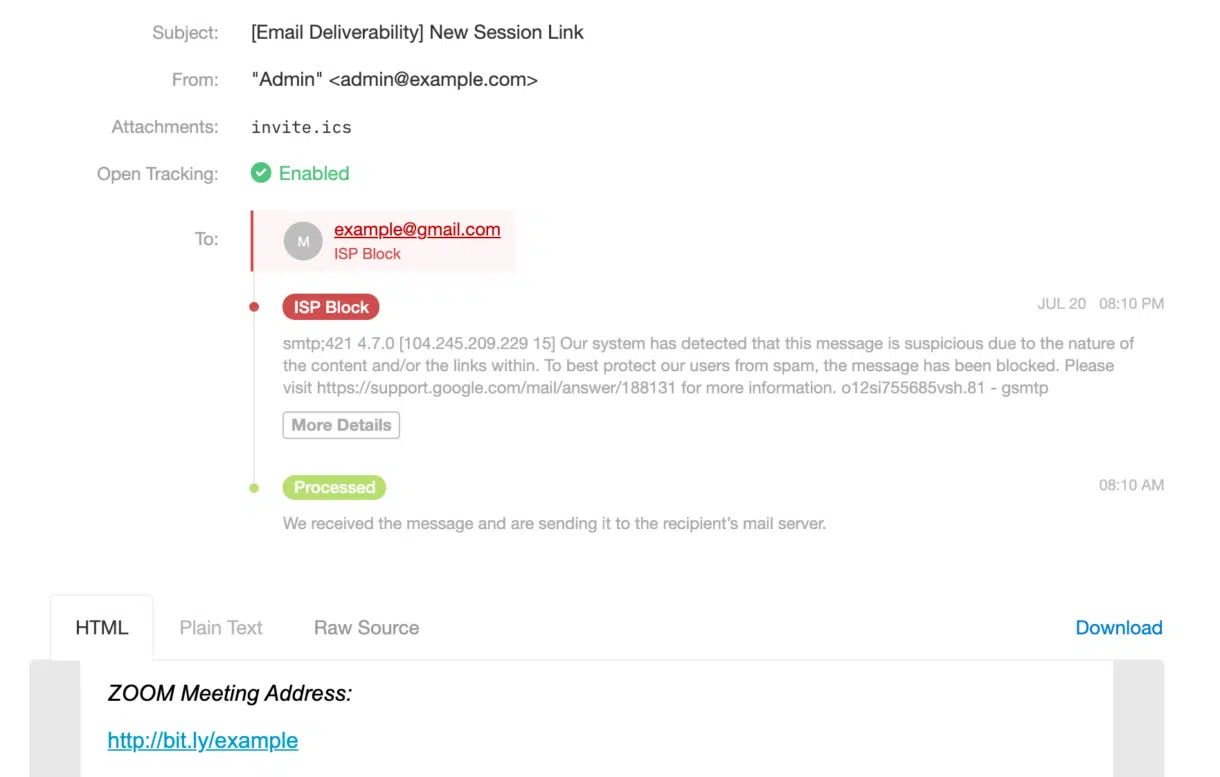 Subject: [Email Deliverability] New Session Link
From: "Admin" <admin@example.com>
Attachments: invite.ics
Open Tracking: Enabled
To: M example@gmail.com
ISP Block
ISP Block JUL 20 08:10 PM
smtp;421 4.7.0 [104.245.209.229 15] Our system has detected that this message is suspicious due to the nature of
the content and/or the links within. To best protect our users from spam, the message has been blocked. Please
visit https://support.google.com/mail/answer/188131 for more information. o12si755685vsh.81 - gsmtp
More Details
Processed 08:10 AM
We received the message and are sending it to the recipient’s mail server.
HTML Plain Text Raw Source Download
ZOOM Meeting Address:
http://bit.ly/example